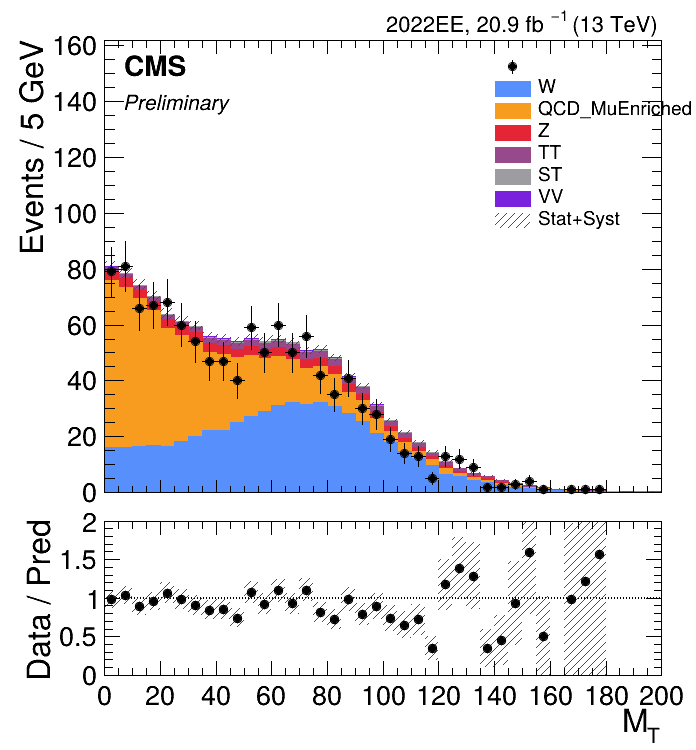 2022EE, 20.9 fb⁻¹ (13 TeV)
CMS
Preliminary
W
QCD_MuEnriched
Z
TT
ST
VV
Stat+Syst
Events / 5 GeV
160
140
120
100
80
60
40
20
0
Data / Pred
2
1.5
1
0.5
0
0 20 40 60 80 100 120 140 160 180 200
M_T